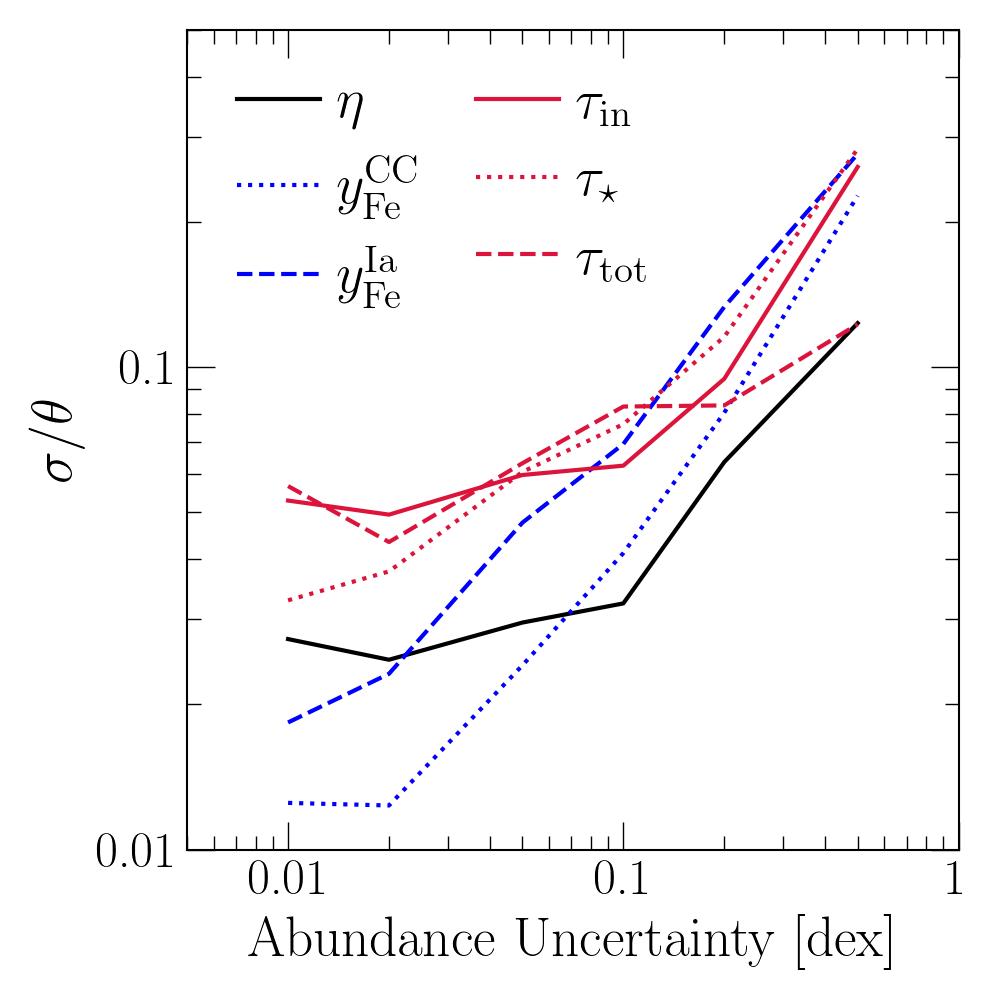 η
τ_in
y_Fe^CC
τ_⋆
y_Fe^Ia
τ_tot
0.1
σ/θ
0.01
0.01 0.1 1
Abundance Uncertainty [dex]